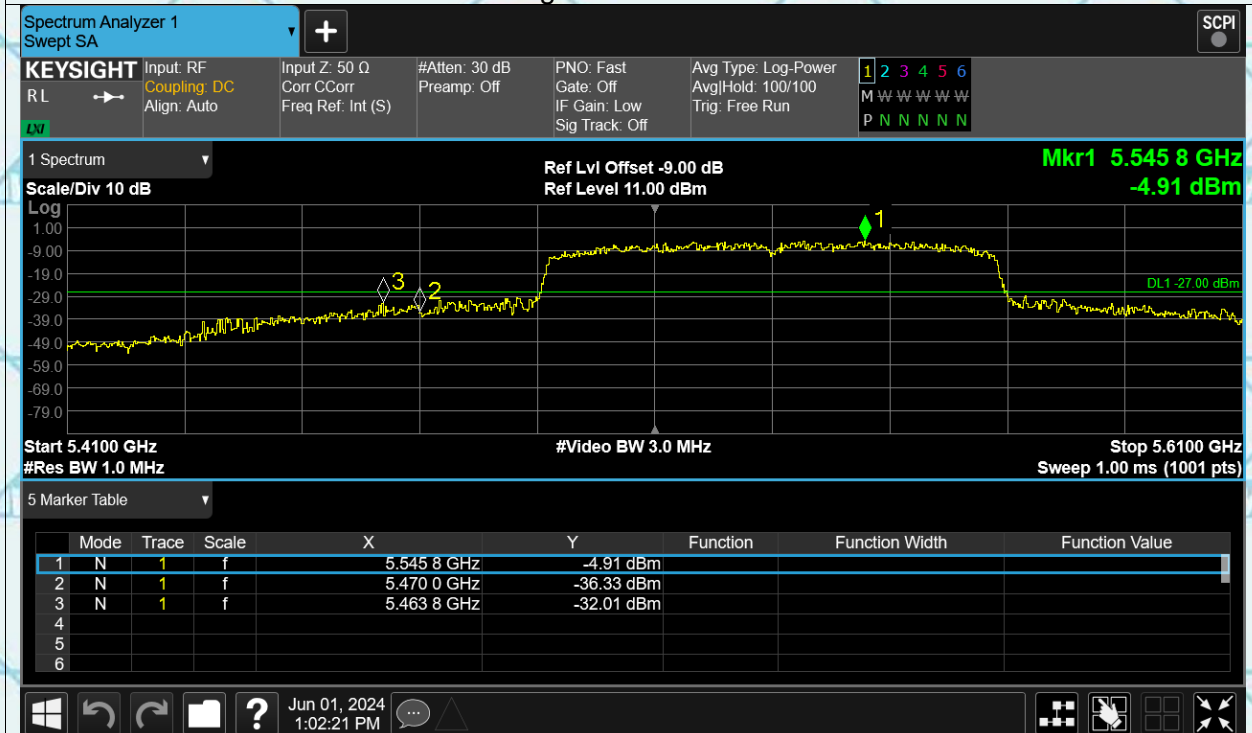 Spectrum Analyzer 1
Swept SA
+
SCPI
KEYSIGHT
RL
LXI
Input: RF
Coupling: DC
Align: Auto
Input Z: 50 Ω
Corr CCorr
Freq Ref: Int (S)
#Atten: 30 dB
Preamp: Off
PNO: Fast
Gate: Off
IF Gain: Low
Sig Track: Off
Avg Type: Log-Power
Avg|Hold: 100/100
Trig: Free Run
1 2 3 4 5 6
M W W W W W
P N N N N N
1 Spectrum
Scale/Div 10 dB
Ref Lvl Offset -9.00 dB
Ref Level 11.00 dBm
Mkr1 5.545 8 GHz
-4.91 dBm
Log
1.00
-9.00
-19.0
-29.0
-39.0
-49.0
-59.0
-69.0
-79.0
3
2
1
DL1 -27.00 dBm
Start 5.4100 GHz
#Video BW 3.0 MHz
Stop 5.6100 GHz
#Res BW 1.0 MHz
Sweep 1.00 ms (1001 pts)
5 Marker Table
Mode Trace Scale X Y Function Function Width Function Value
1 N 1 f 5.545 8 GHz -4.91 dBm
2 N 1 f 5.470 0 GHz -36.33 dBm
3 N 1 f 5.463 8 GHz -32.01 dBm
4
5
6
?
Jun 01, 2024
1:02:21 PM